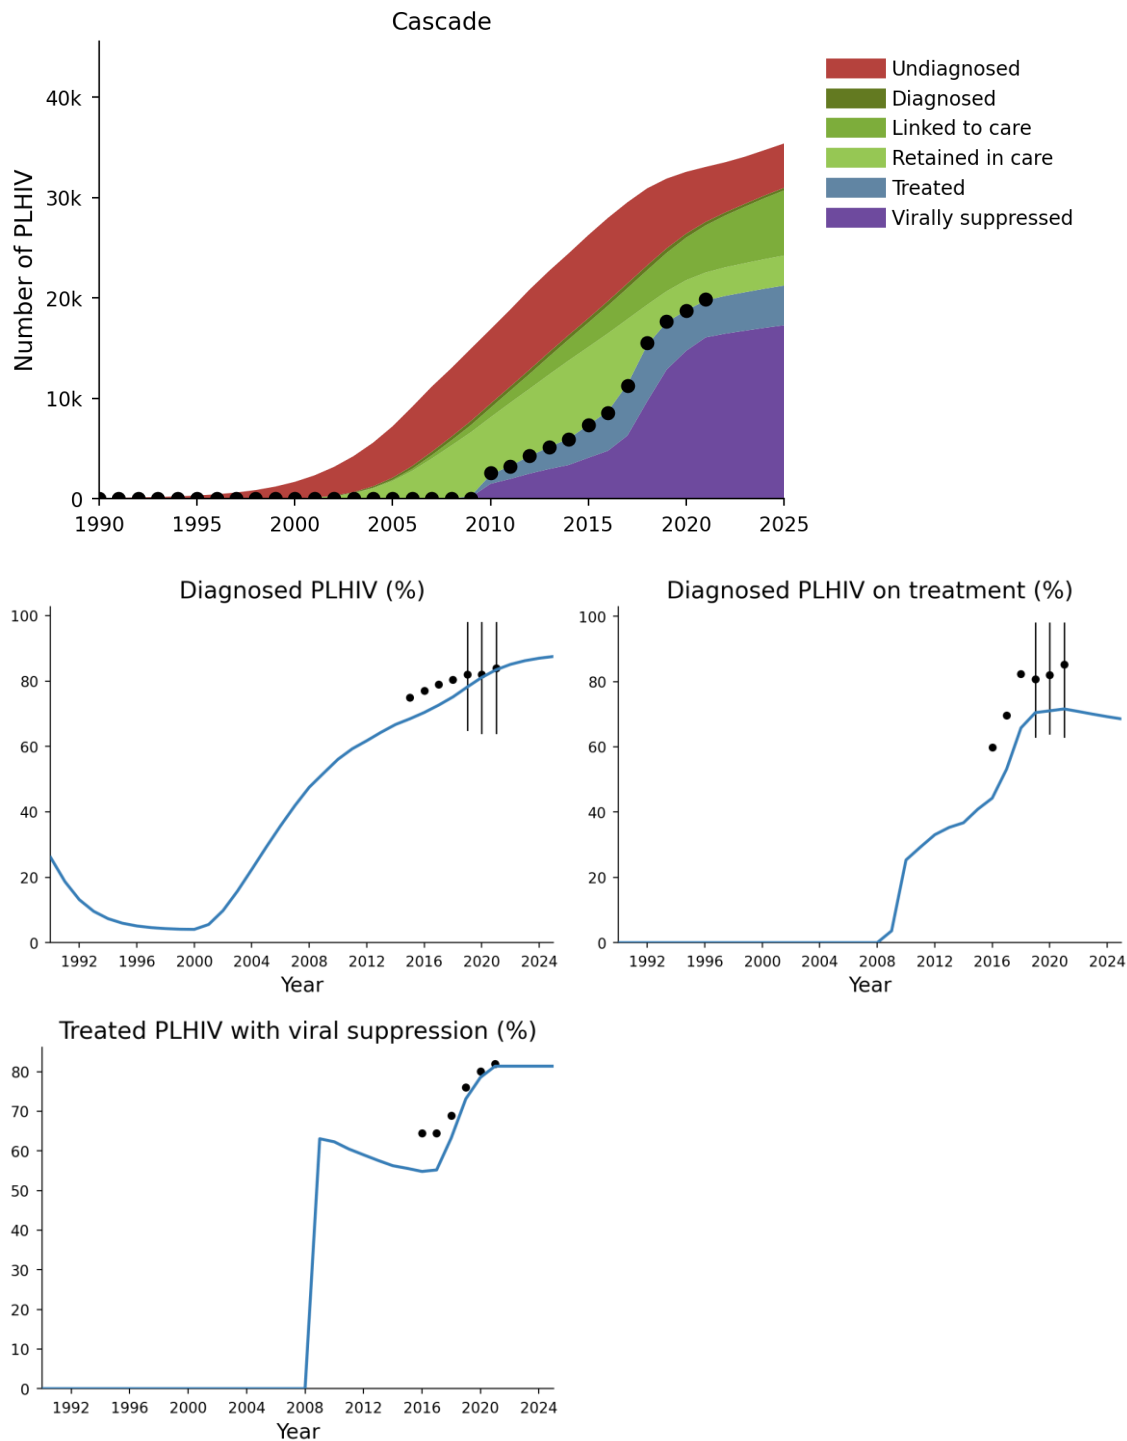 Cascade
Number of PLHIV
40k
30k
20k
10k
0
1990 1995 2000 2005 2010 2015 2020 2025
Undiagnosed
Diagnosed
Linked to care
Retained in care
Treated
Virally suppressed
Diagnosed PLHIV (%)
100
80
60
40
20
0
1992 1996 2000 2004 2008 2012 2016 2020 2024
Year
Diagnosed PLHIV on treatment (%)
100
80
60
40
20
0
1992 1996 2000 2004 2008 2012 2016 2020 2024
Year
Treated PLHIV with viral suppression (%)
80
70
60
50
40
30
20
10
0
1992 1996 2000 2004 2008 2012 2016 2020 2024
Year